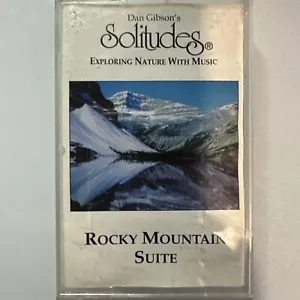 Dan Gibson's
Solitudes®
EXPLORING NATURE WITH MUSIC
ROCKY MOUNTAIN
SUITE